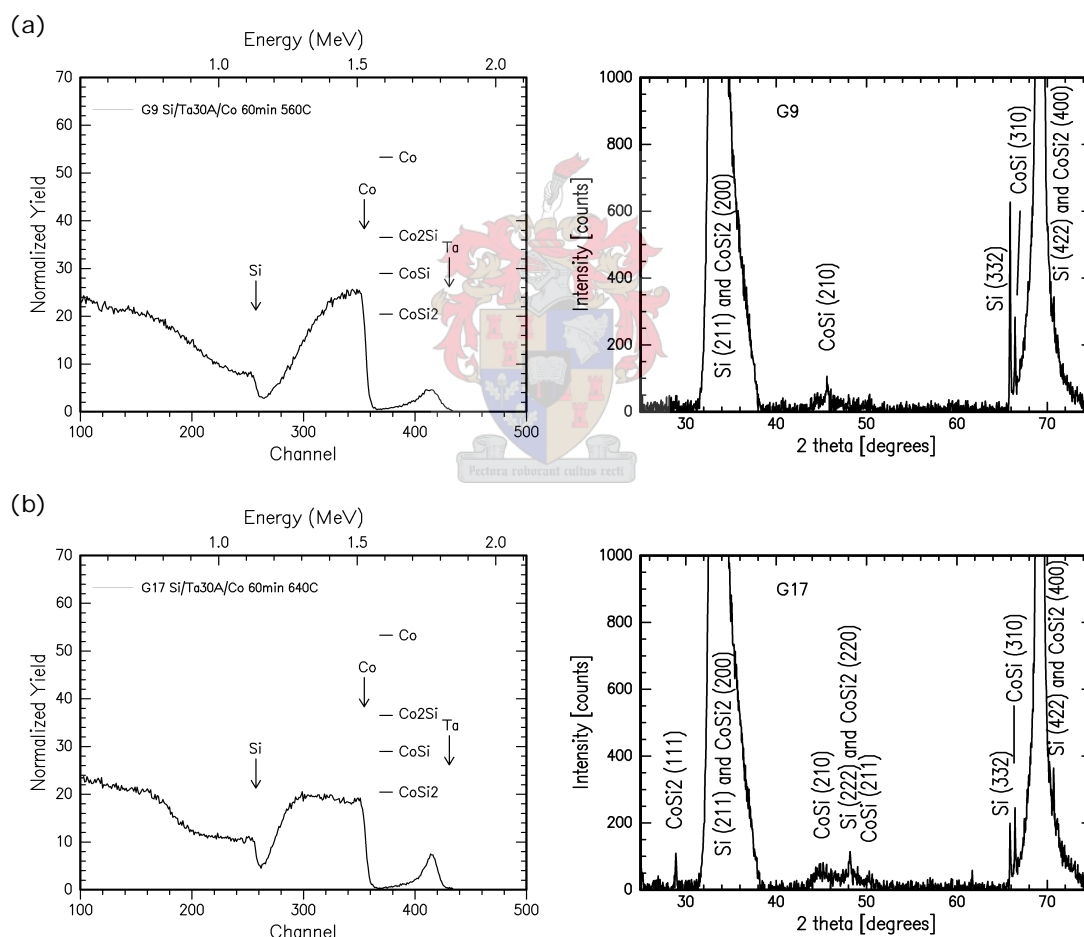 (a)
Energy (MeV)
1.0 1.5 2.0
70
60
50
40
30
20
10
0
Normalized Yield
G9 Si/Ta30A/Co 60min 560C
Co
Co
Co2Si
Ta
Si
CoSi
CoSi2
100 200 300 400 500
Channel
1000
800
600
400
200
0
Intensity [counts]
G9
Si (211) and CoSi2 (200)
CoSi (210)
Si (332)
CoSi (310)
Si (422) and CoSi2 (400)
30 40 50 60 70
2 theta [degrees]
Pectora roborant cultus recti
(b)
Energy (MeV)
1.0 1.5 2.0
70
60
50
40
30
20
10
0
Normalized Yield
G17 Si/Ta30A/Co 60min 640C
Co
Co
Co2Si
Ta
Si
CoSi
CoSi2
100 200 300 400 500
Channel
1000
800
600
400
200
0
Intensity [counts]
G17
CoSi2 (111)
Si (211) and CoSi2 (200)
CoSi (210)
Si (222) and CoSi2 (220)
CoSi (211)
Si (332)
CoSi (310)
Si (422) and CoSi2 (400)
30 40 50 60 70
2 theta [degrees]